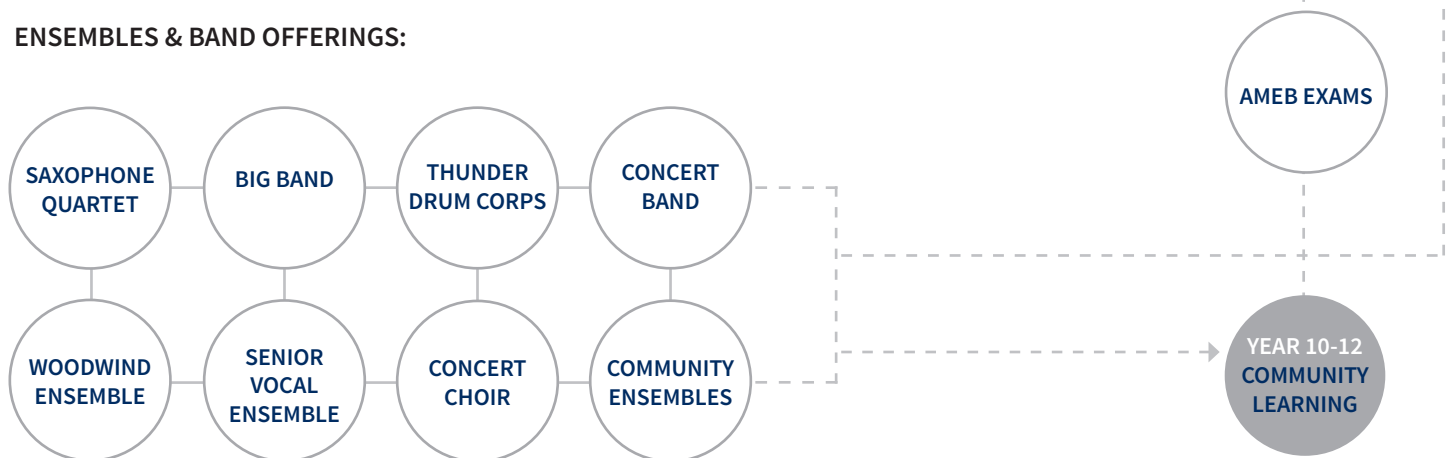 ENSEMBLES & BAND OFFERINGS:
AMEB EXAMS
SAXOPHONE
QUARTET
BIG BAND
THUNDER
DRUM CORPS
CONCERT
BAND
WOODWIND
ENSEMBLE
SENIOR
VOCAL
ENSEMBLE
CONCERT
CHOIR
COMMUNITY
ENSEMBLES
YEAR 10-12
COMMUNITY
LEARNING